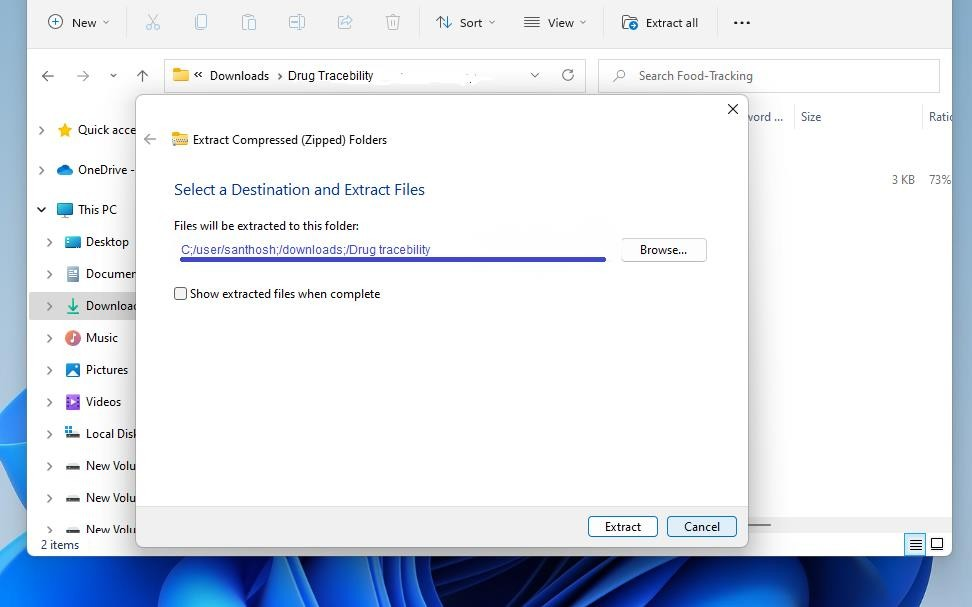 New
Sort
View
Extract all
« Downloads › Drug Tracebility
Search Food-Tracking
Quick acce
word ...
Size
Ratio
Extract Compressed (Zipped) Folders
OneDrive -
3 KB
73%
Select a Destination and Extract Files
This PC
Files will be extracted to this folder:
Desktop
C;/user/santhosh;/downloads;/Drug tracebility
Browse...
Documen
Show extracted files when complete
Downloa
Music
Pictures
Videos
Local Disk
New Volu
New Volu
New Volu
Extract
Cancel
2 items